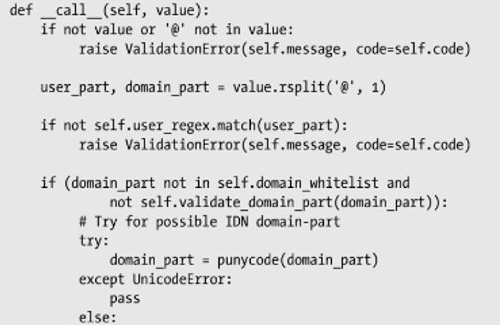 def __call__(self, value):
    if not value or '@' not in value:
        raise ValidationError(self.message, code=self.code)

    user_part, domain_part = value.rsplit('@', 1)

    if not self.user_regex.match(user_part):
        raise ValidationError(self.message, code=self.code)

    if (domain_part not in self.domain_whitelist and
            not self.validate_domain_part(domain_part)):
        # Try for possible IDN domain-part
        try:
            domain_part = punycode(domain_part)
        except UnicodeError:
            pass
        else: